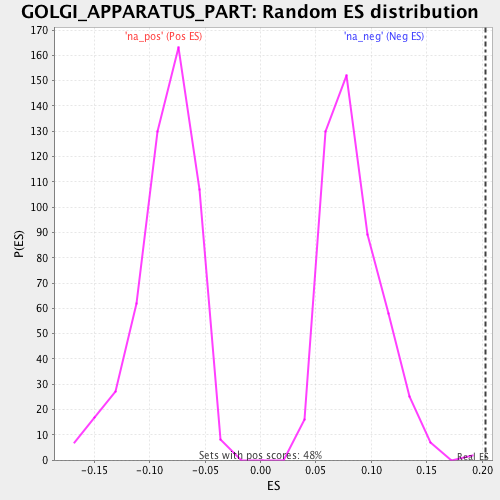 GOLGI_APPARATUS_PART: Random ES distribution
'na_pos' (Pos ES)
'na_neg' (Neg ES)
170
160
150
140
130
120
110
100
90
80
70
60
50
40
30
20
10
0
P(ES)
Sets with pos scores: 48%
Real ES
-0.15 -0.10 -0.05 0.00 0.05 0.10 0.15 0.20
ES